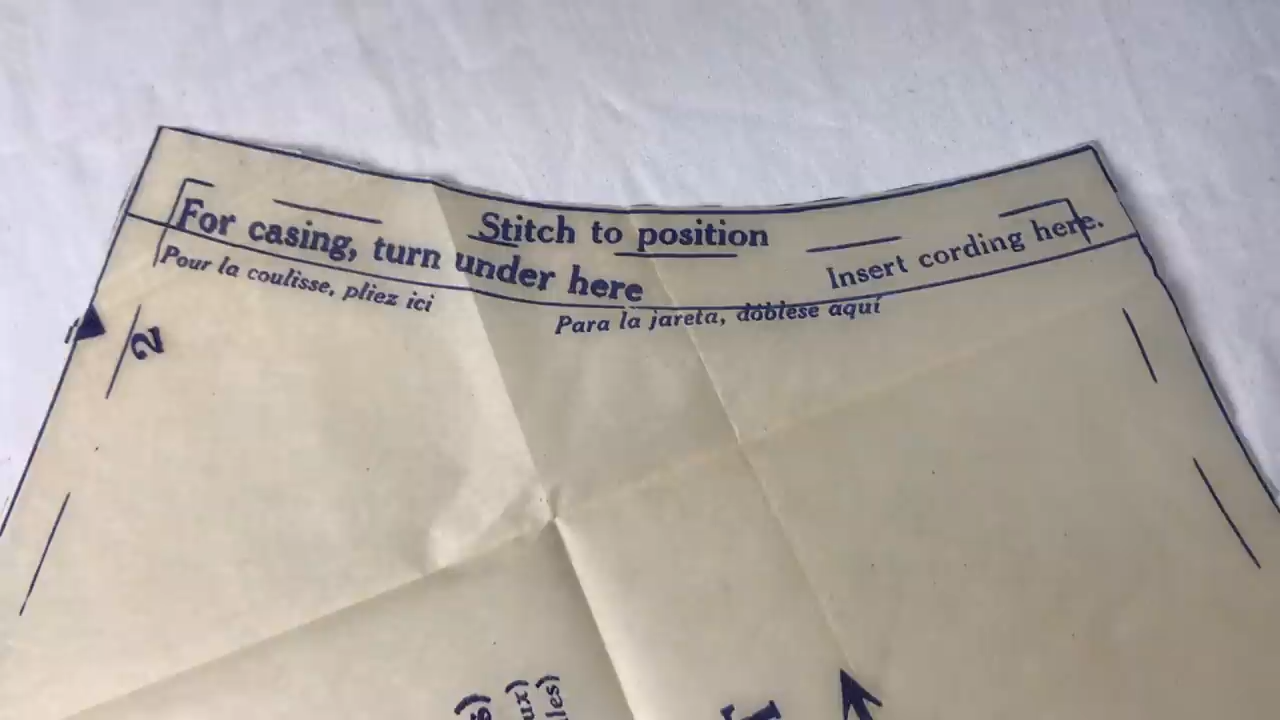 Stitch to position
For casing, turn under here
Insert cording here.
Pour la coulisse, pliez ici
Para la jareta, dóblese aquí
2